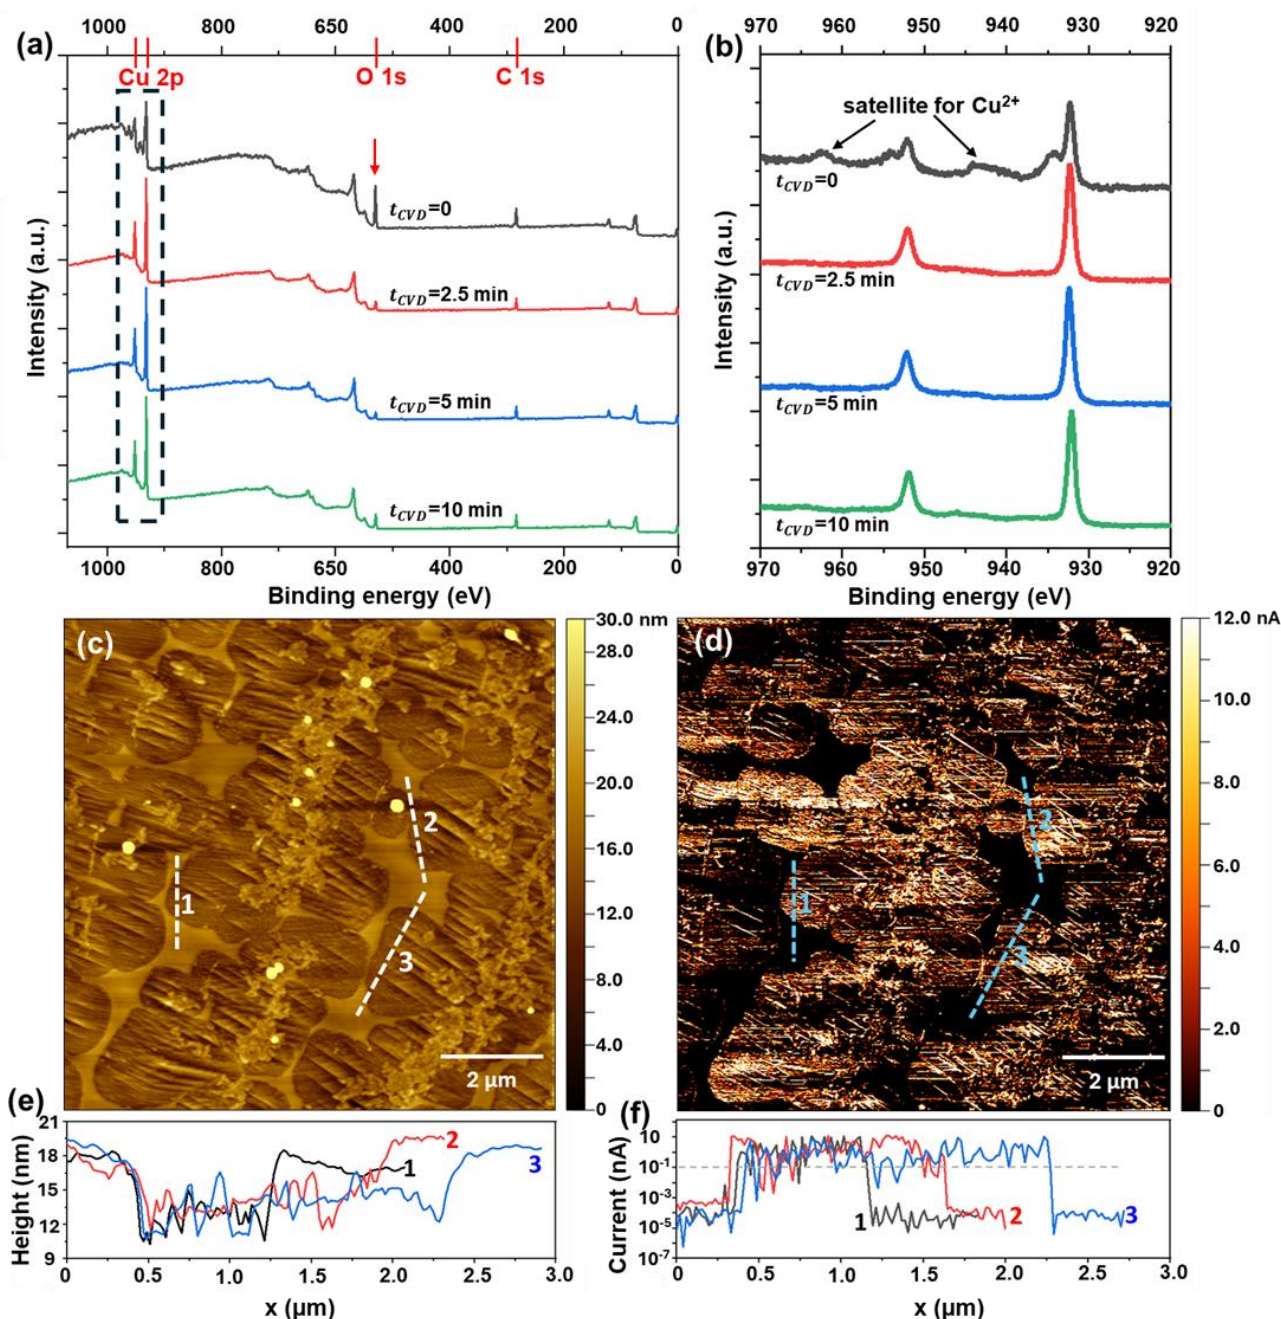 (a)
1000 800 600 400 200 0
Cu 2p O 1s C 1s
t_CVD=0
t_CVD=2.5 min
t_CVD=5 min
t_CVD=10 min
Intensity (a.u.)
1000 800 600 400 200 0
Binding energy (eV)
(b)
970 960 950 940 930 920
satellite for Cu²⁺
t_CVD=0
t_CVD=2.5 min
t_CVD=5 min
t_CVD=10 min
Intensity (a.u.)
970 960 950 940 930 920
Binding energy (eV)
(c)
1
2
3
2 µm
30.0 nm
28.0
24.0
20.0
16.0
12.0
8.0
4.0
0
(d)
1
2
3
2 µm
12.0 nA
10.0
8.0
6.0
4.0
2.0
0
(e)
21
18
15
12
9
Height (nm)
1
2
3
0 0.5 1.0 1.5 2.0 2.5 3.0
x (µm)
(f)
10
10⁻¹
10⁻³
10⁻⁵
10⁻⁷
Current (nA)
1
2
3
0 0.5 1.0 1.5 2.0 2.5 3.0
x (µm)